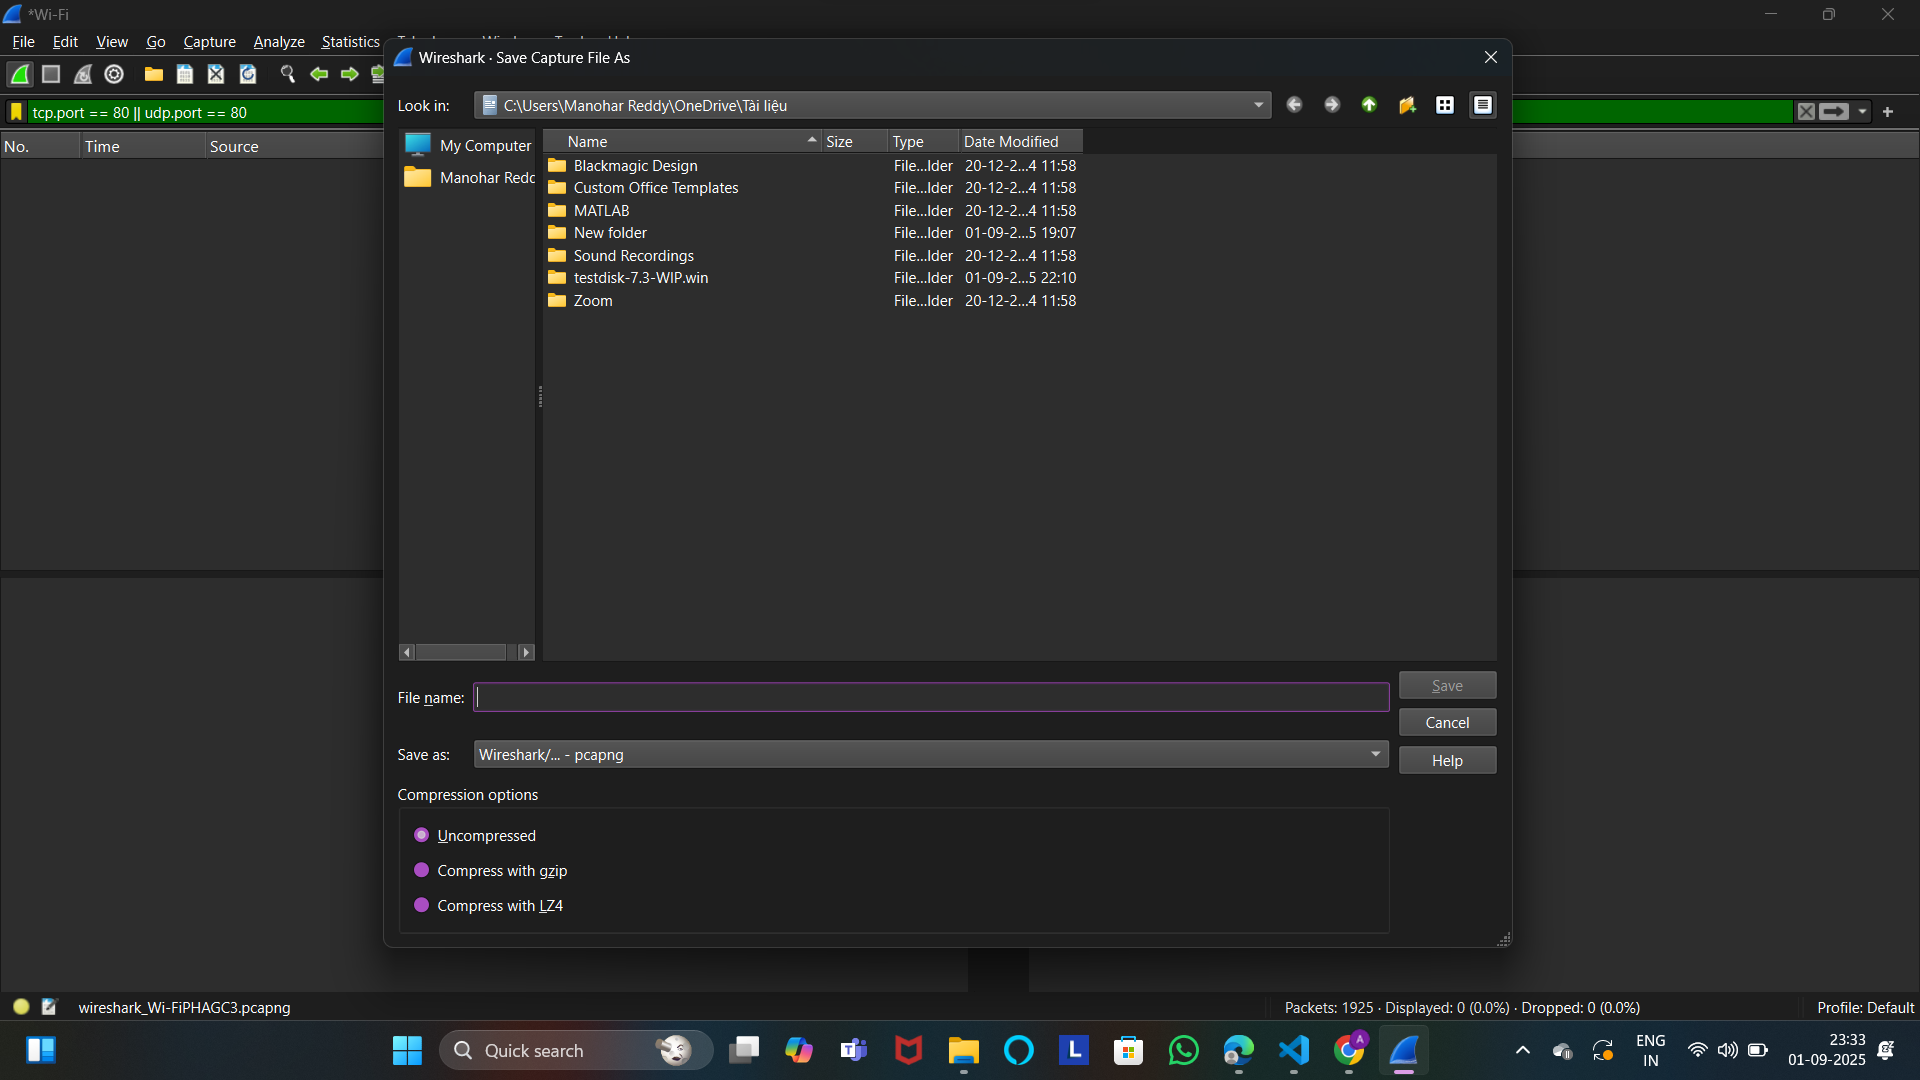 *Wi-Fi
File Edit View Go Capture Analyze Statistics
Wireshark · Save Capture File As
tcp.port == 80 || udp.port == 80
Look in: C:\Users\Manohar Reddy\OneDrive\Tài liệu
No. Time Source
My Computer
Manohar Redd
Name Size Type Date Modified
Blackmagic Design File...lder 20-12-2...4 11:58
Custom Office Templates File...lder 20-12-2...4 11:58
MATLAB File...lder 20-12-2...4 11:58
New folder File...lder 01-09-2...5 19:07
Sound Recordings File...lder 20-12-2...4 11:58
testdisk-7.3-WIP.win File...lder 01-09-2...5 22:10
Zoom File...lder 20-12-2...4 11:58
File name:
Save
Cancel
Save as: Wireshark/... - pcapng
Help
Compression options
Uncompressed
Compress with gzip
Compress with LZ4
wireshark_Wi-FiPHAGC3.pcapng
Packets: 1925 · Displayed: 0 (0.0%) · Dropped: 0 (0.0%)
Profile: Default
Quick search
L
A
ENG
IN
23:33
01-09-2025